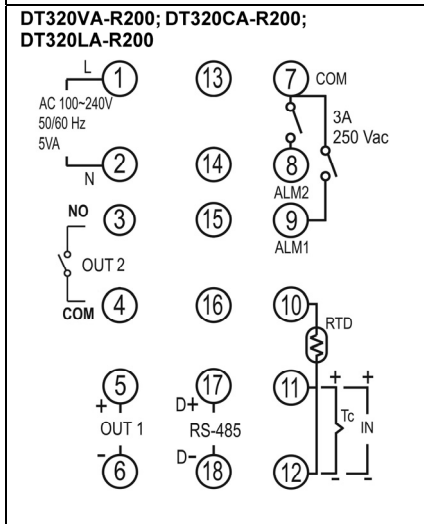 DT320VA-R200; DT320CA-R200;
DT320LA-R200
L 1 13 7 COM
AC 100~240V
50/60 Hz
5VA
3A
250 Vac
N 2 14 8
ALM2
NO 3 15 9
ALM1
OUT 2
COM 4 16 10
RTD
5 17 11 + +
+ D+
OUT 1 RS-485 Tc IN
- D-
6 18 12 - -